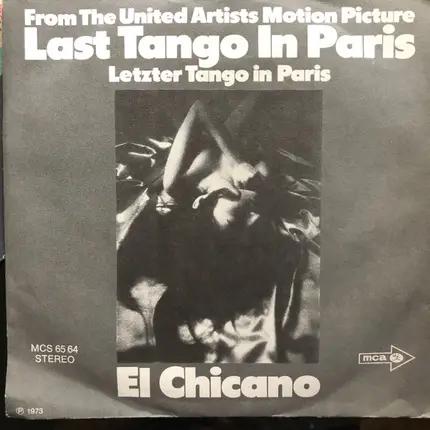 From The United Artists Motion Picture
Last Tango In Paris
Letzter Tango in Paris
MCS 65 64
STEREO
mca
El Chicano
℗ 1973